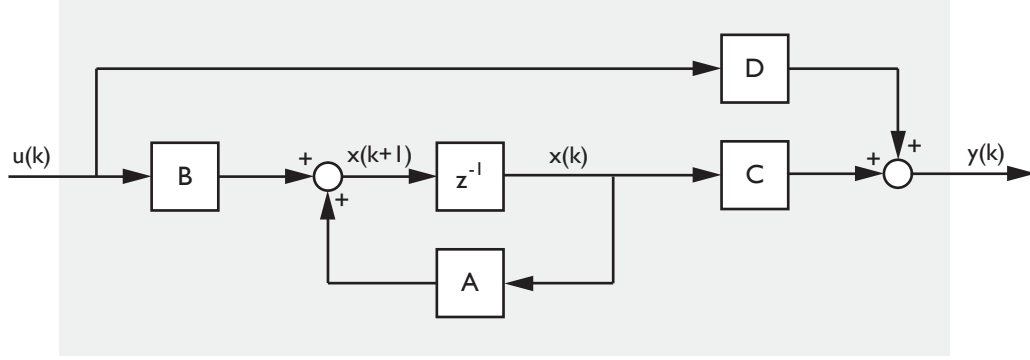 D
u(k)
B
+
x(k+1)
+
z⁻¹
x(k)
C
+
+
y(k)
A